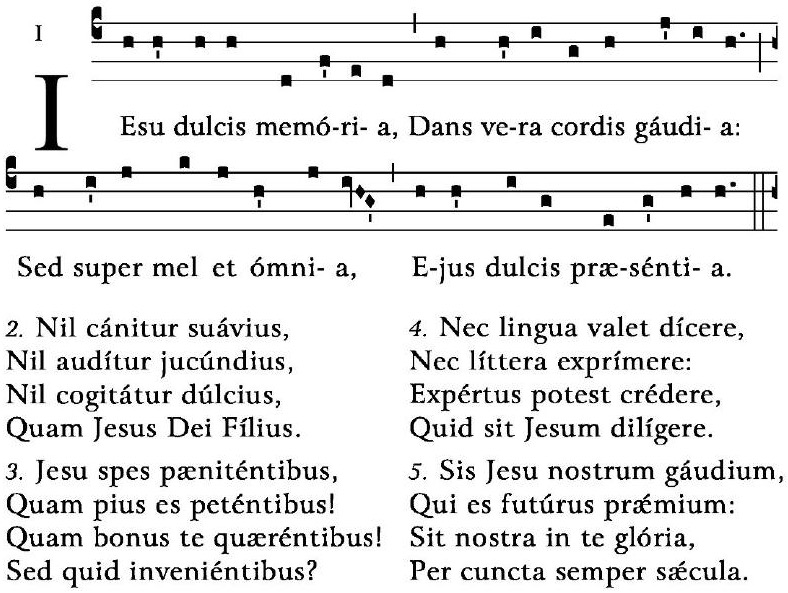 I
IEsu dulcis memó-ri- a, Dans ve-ra cordis gáudi- a:
Sed super mel et ómni- a, E-jus dulcis præ-sénti- a.
2. Nil cánitur suávius,
Nil audítur jucúndius,
Nil cogitátur dúlcius,
Quam Jesus Dei Fílius.
3. Jesu spes pæniténtibus,
Quam pius es peténtibus!
Quam bonus te quæréntibus!
Sed quid inveniéntibus?
4. Nec lingua valet dícere,
Nec líttera exprímere:
Expértus potest crédere,
Quid sit Jesum dilígere.
5. Sis Jesu nostrum gáudium,
Qui es futúrus prǽmium:
Sit nostra in te glória,
Per cuncta semper sǽcula.